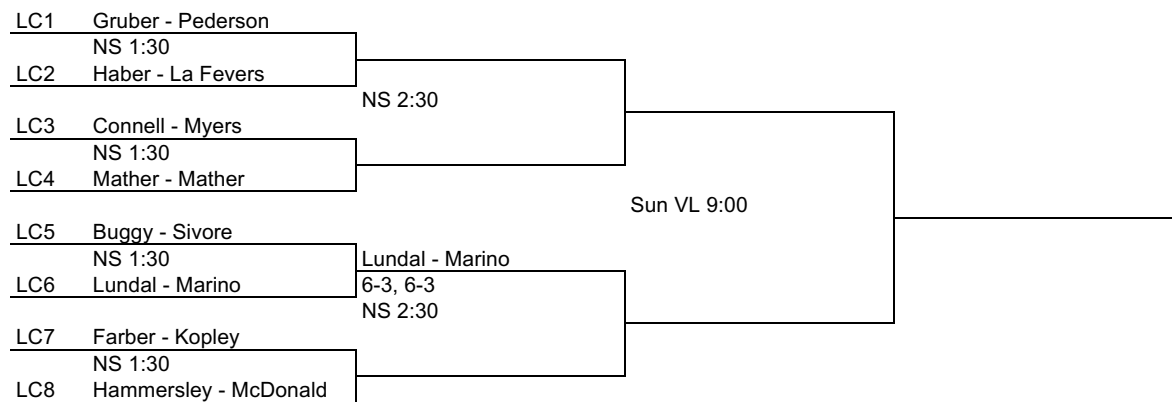 LC1 Gruber - Pederson
NS 1:30
LC2 Haber - La Fevers
NS 2:30
LC3 Connell - Myers
NS 1:30
LC4 Mather - Mather
Sun VL 9:00
LC5 Buggy - Sivore
NS 1:30 Lundal - Marino
LC6 Lundal - Marino 6-3, 6-3
NS 2:30
LC7 Farber - Kopley
NS 1:30
LC8 Hammersley - McDonald